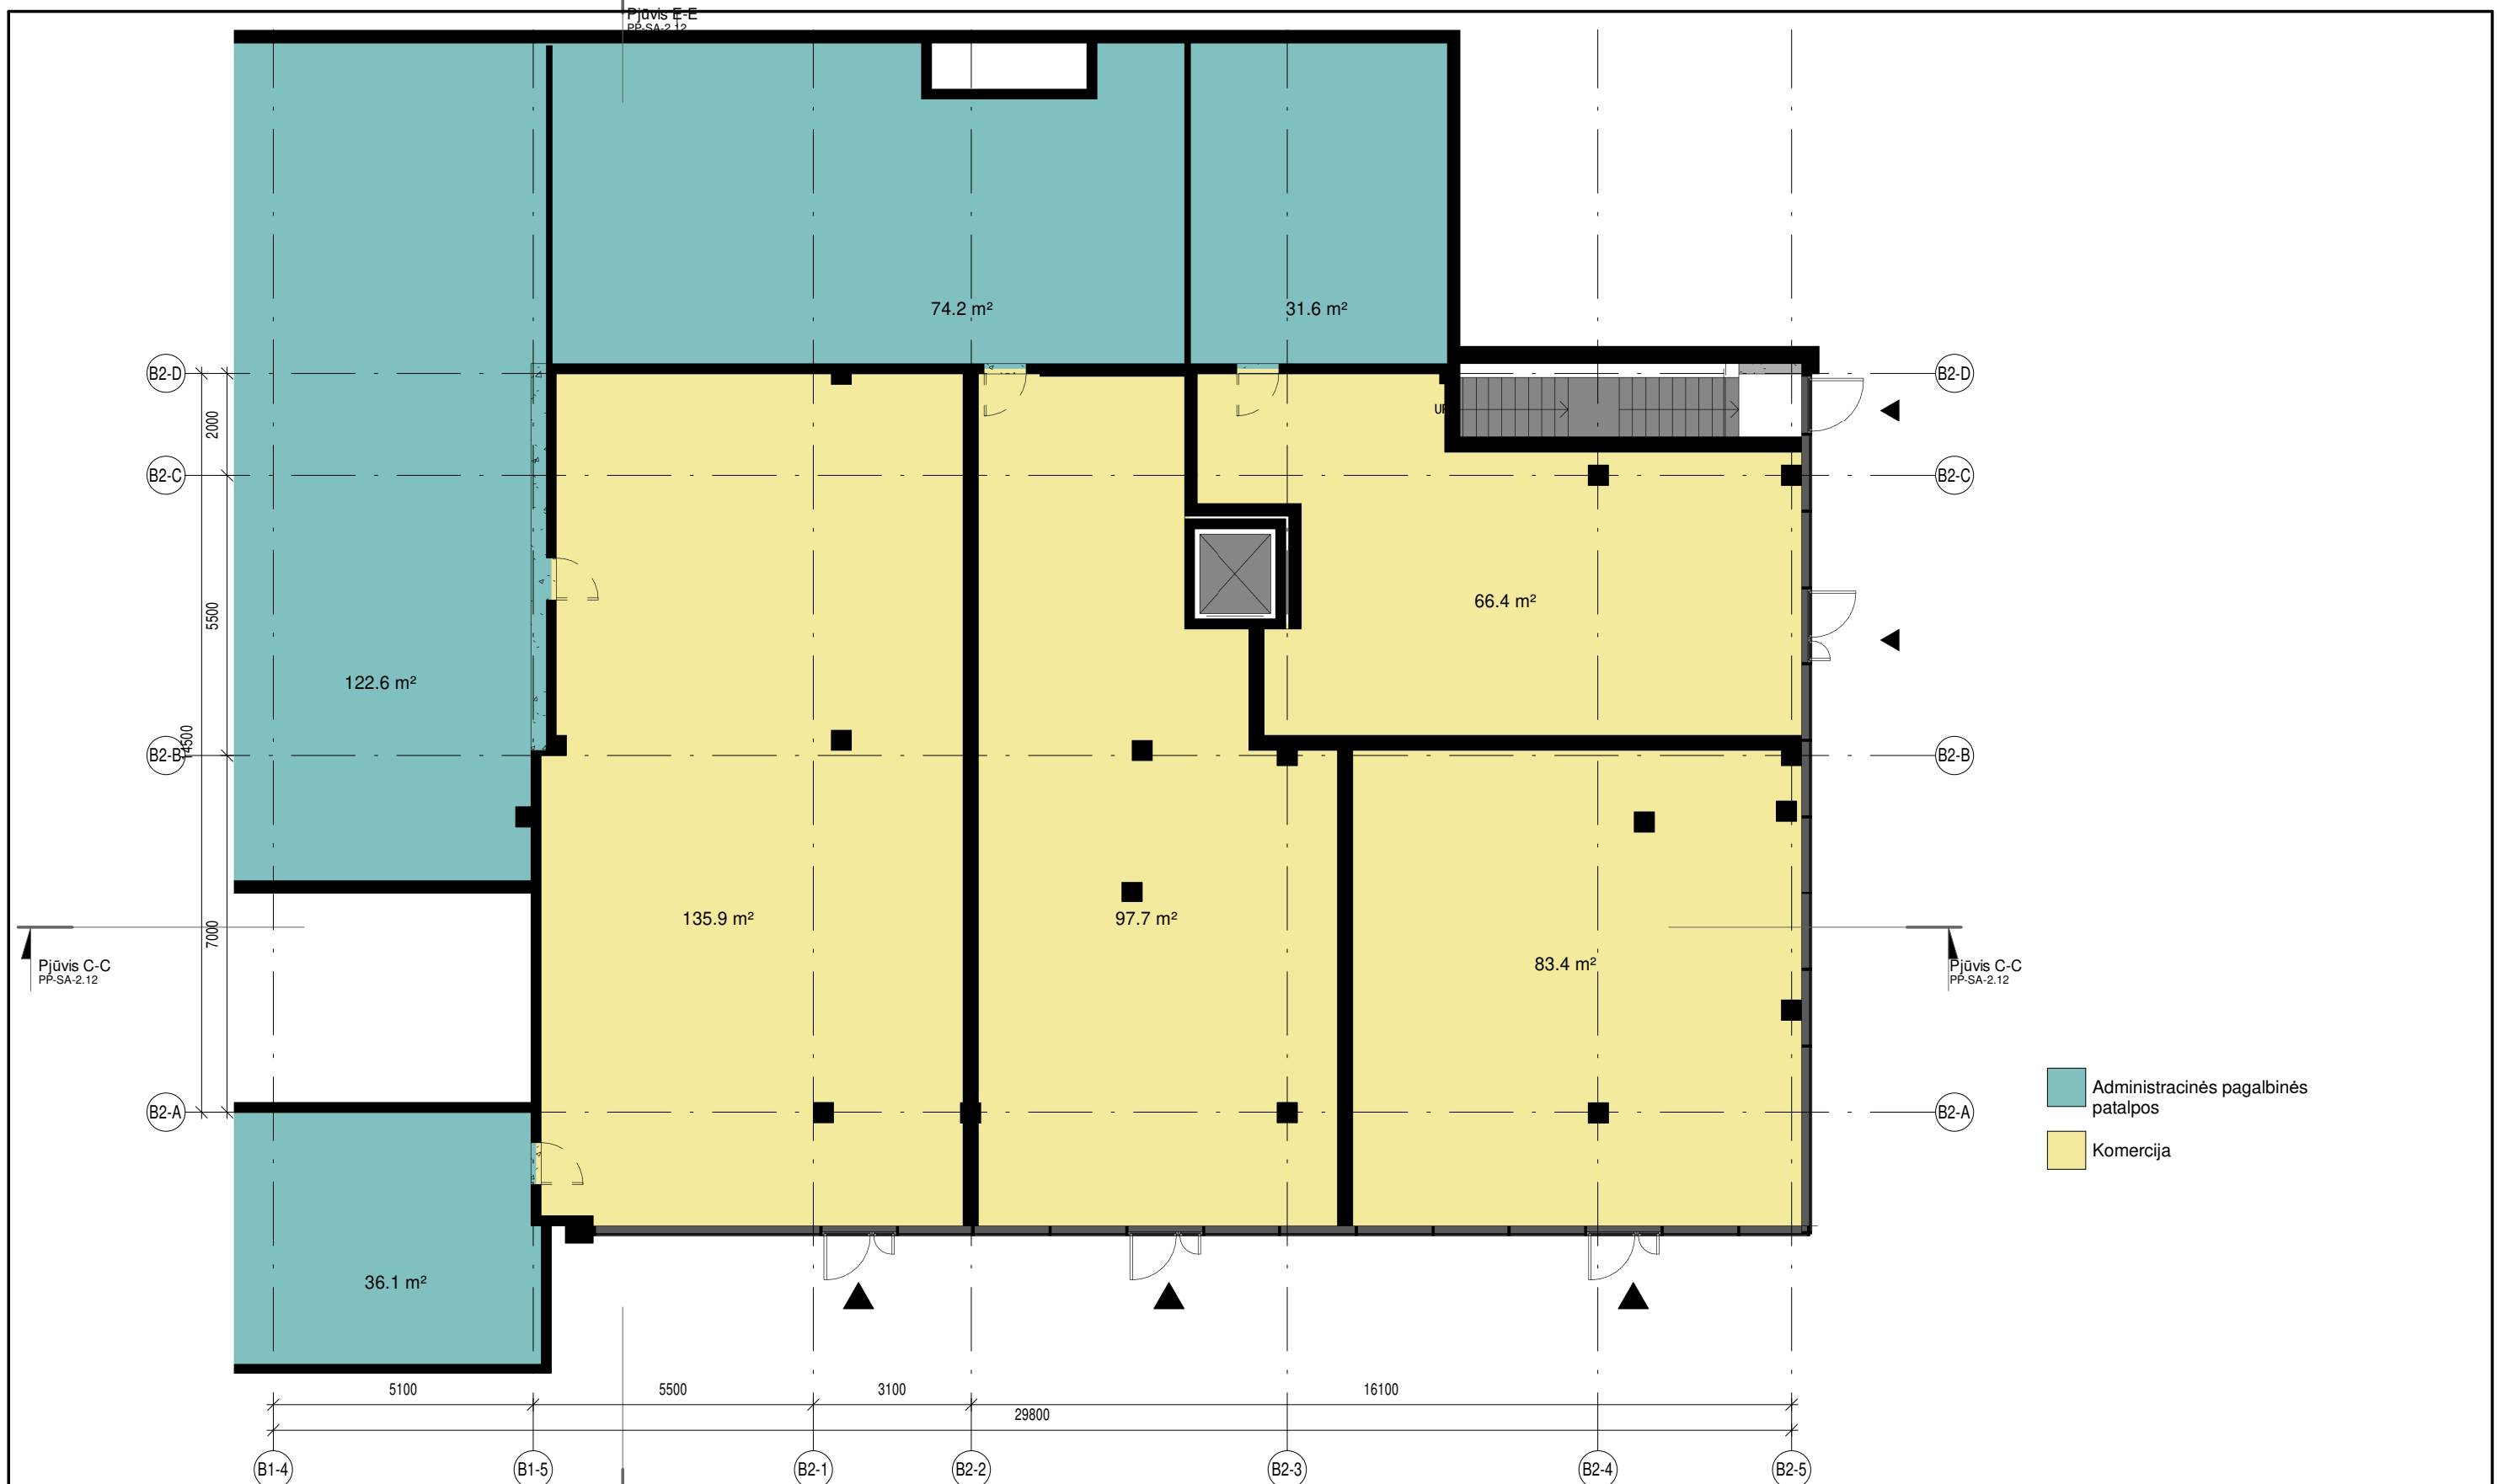 Pjūvis E-E
PP-SA-2.12
74.2 m²
31.6 m²
B2-D
B2-D
2000
UP
B2-C
B2-C
5500
66.4 m²
122.6 m²
14500
B2-B
B2-B
7000
135.9 m²
97.7 m²
83.4 m²
Pjūvis C-C
PP-SA-2.12
Pjūvis C-C
PP-SA-2.12
B2-A
B2-A
Administracinės pagalbinės
patalpos
Komercija
36.1 m²
5100
5500
3100
16100
29800
B1-4
B1-5
B2-1
B2-2
B2-3
B2-4
B2-5